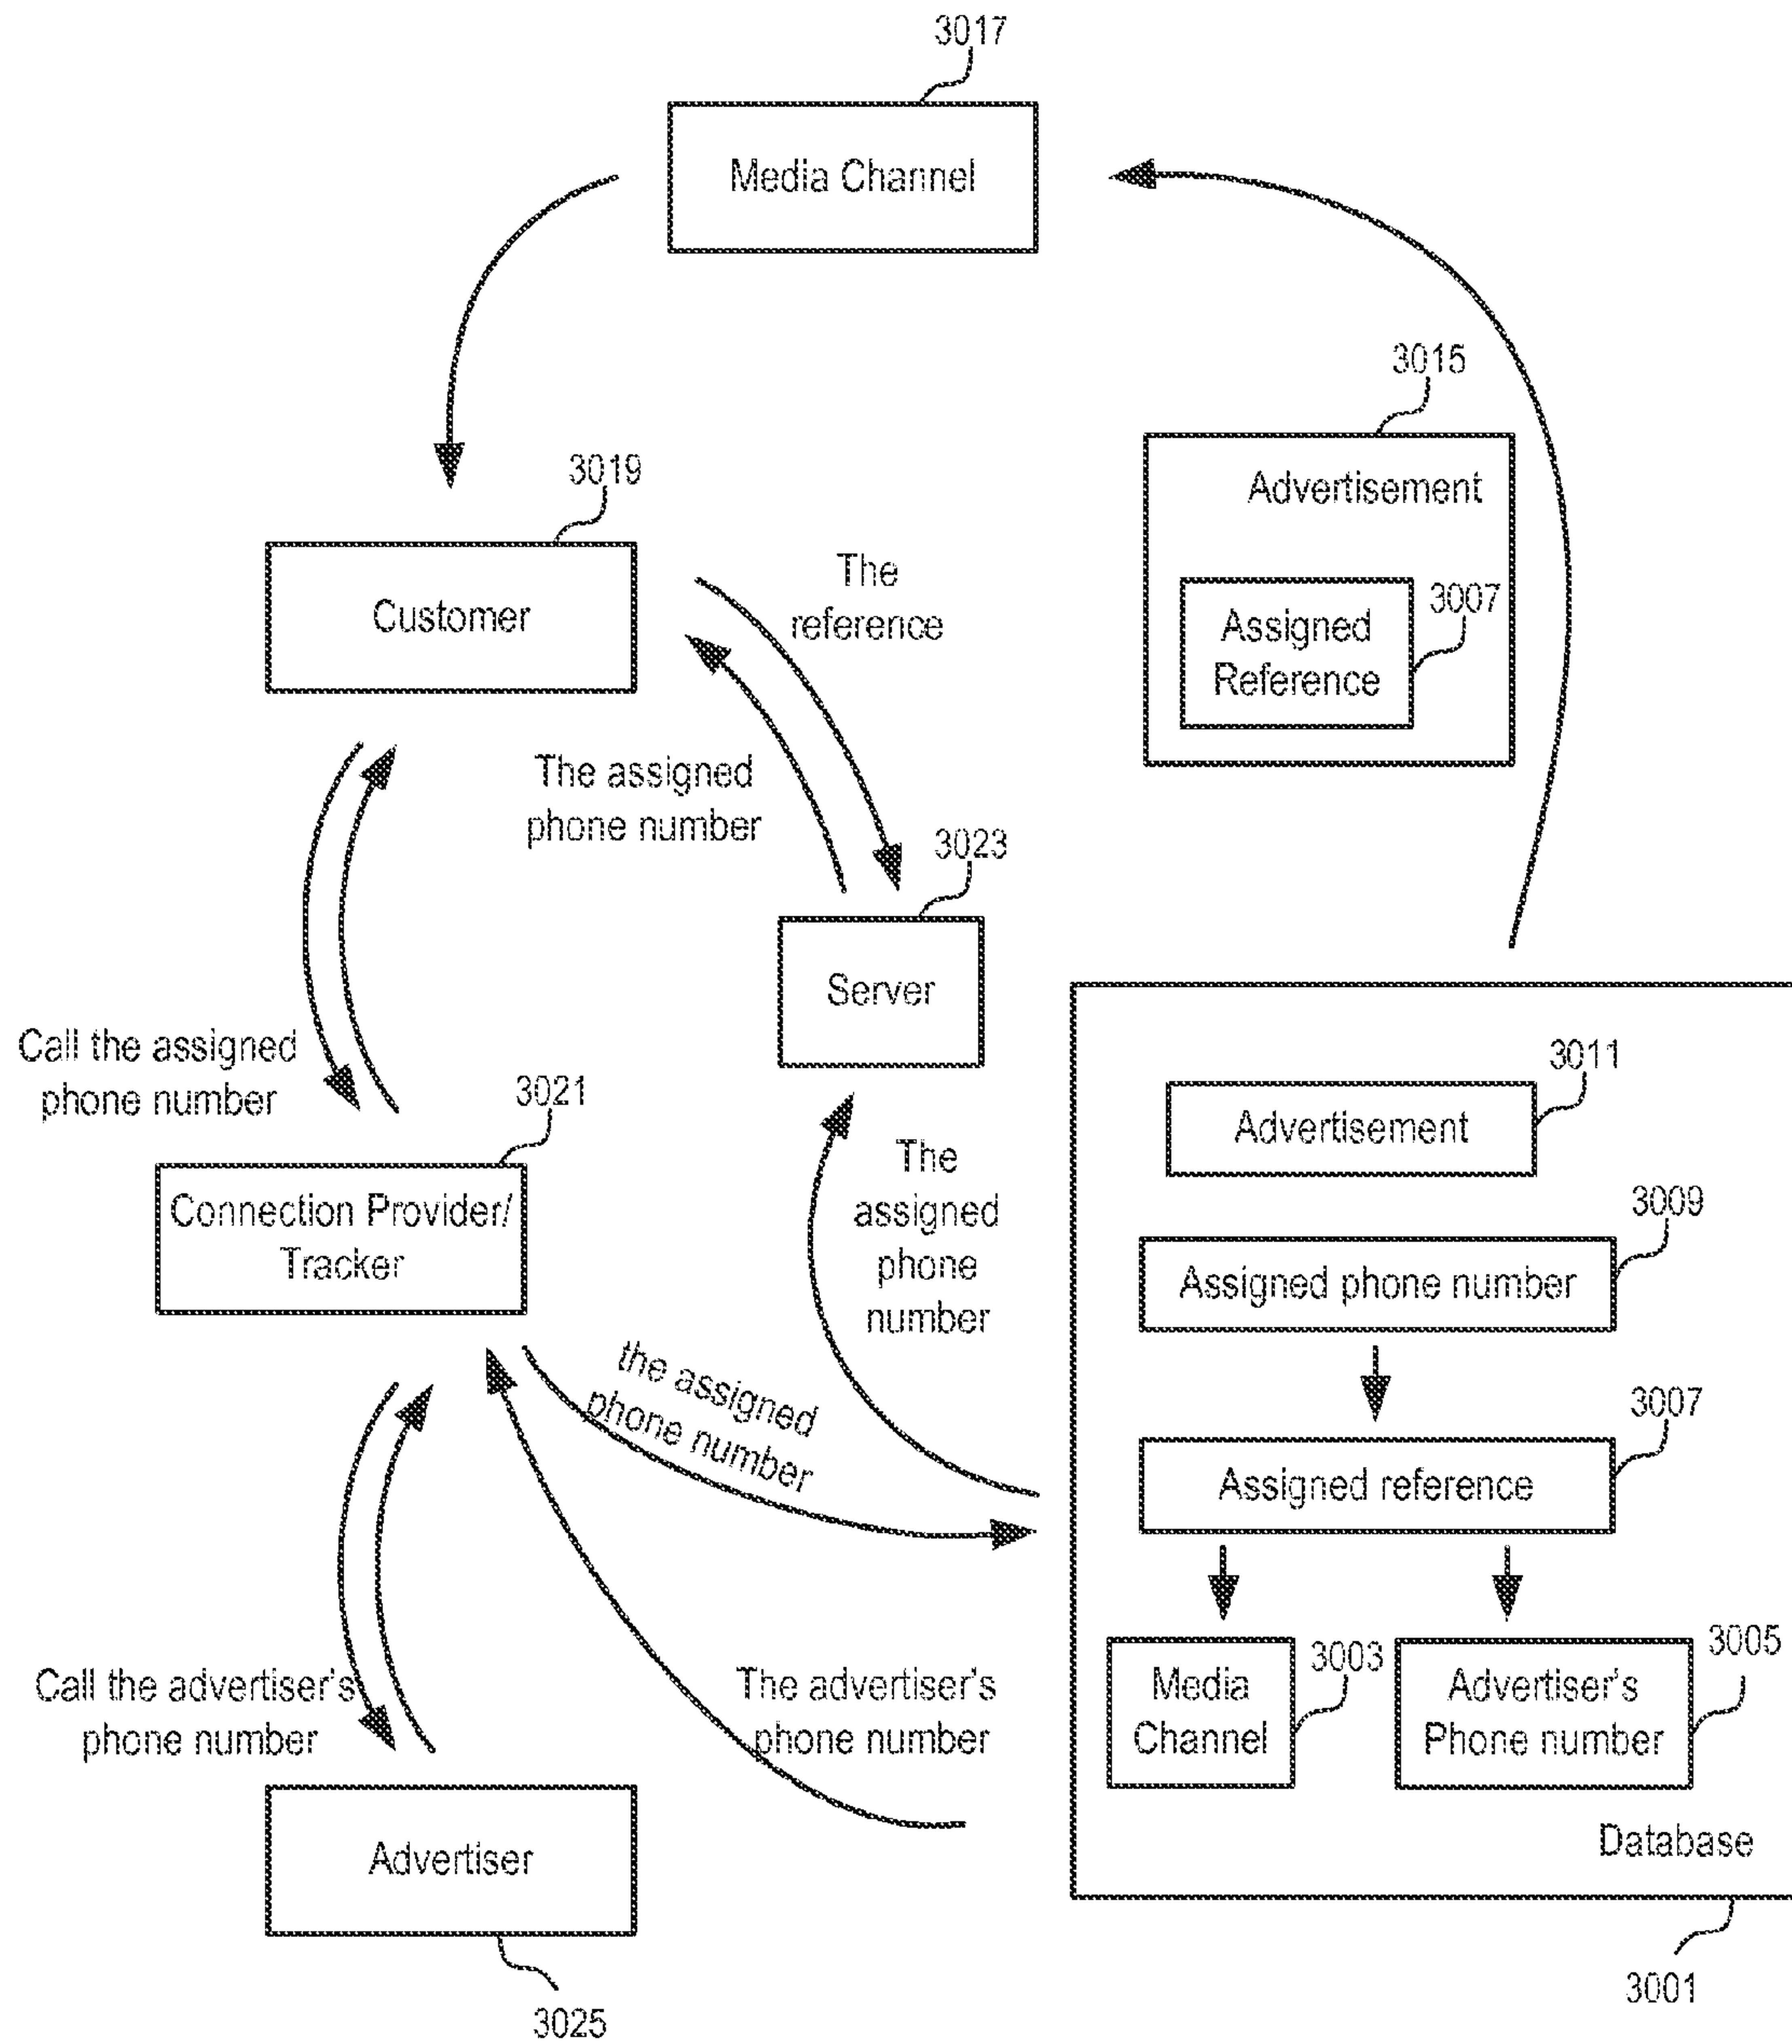 3017
Media Channel
3015
Advertisement
3007
Assigned
Reference
3019
Customer
The
reference
The assigned
phone number
3023
Server
Call the assigned
phone number
3021
Connection Provider/
Tracker
The
assigned
phone
number
the assigned
phone number
3011
Advertisement
3009
Assigned phone number
3007
Assigned reference
3003
Media
Channel
3005
Advertiser's
Phone number
Database
3001
Call the advertiser's
phone number
The advertiser's
phone number
Advertiser
3025